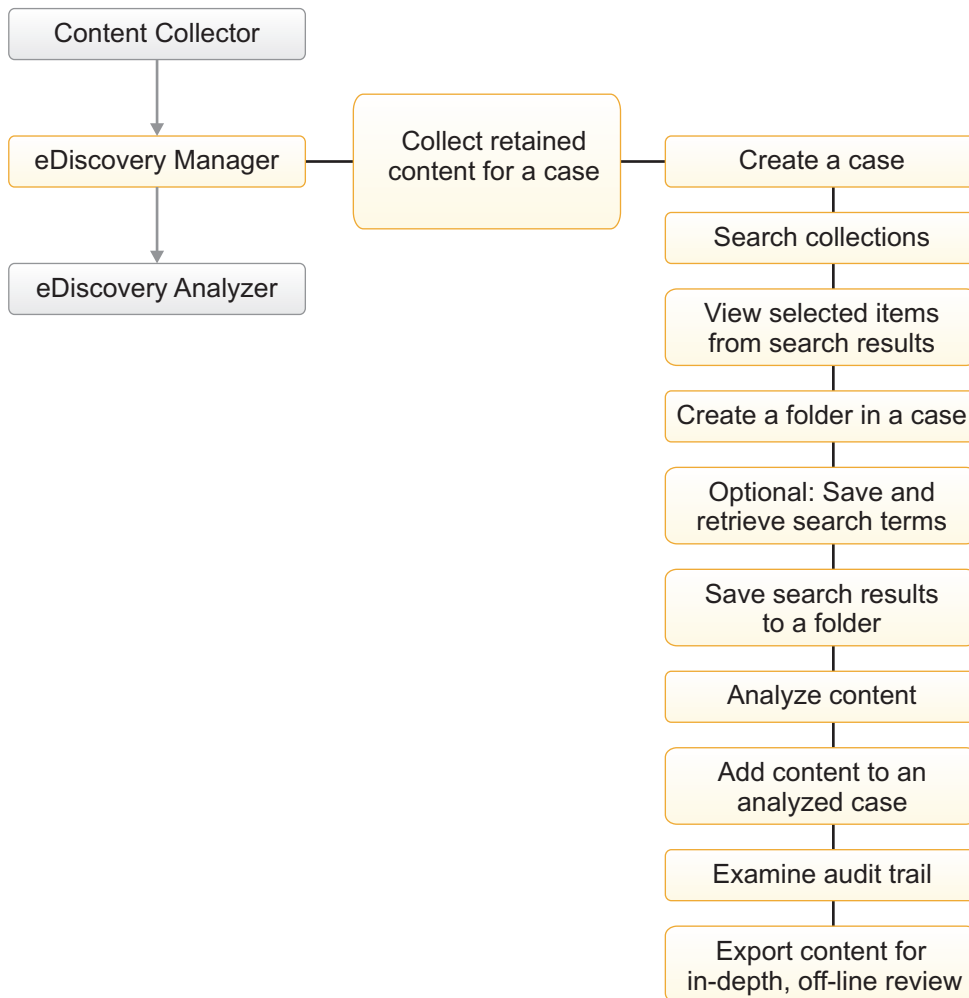 Content Collector
eDiscovery Manager
eDiscovery Analyzer
Collect retained
content for a case
Create a case
Search collections
View selected items
from search results
Create a folder in a case
Optional: Save and
retrieve search terms
Save search results
to a folder
Analyze content
Add content to an
analyzed case
Examine audit trail
Export content for
in-depth, off-line review